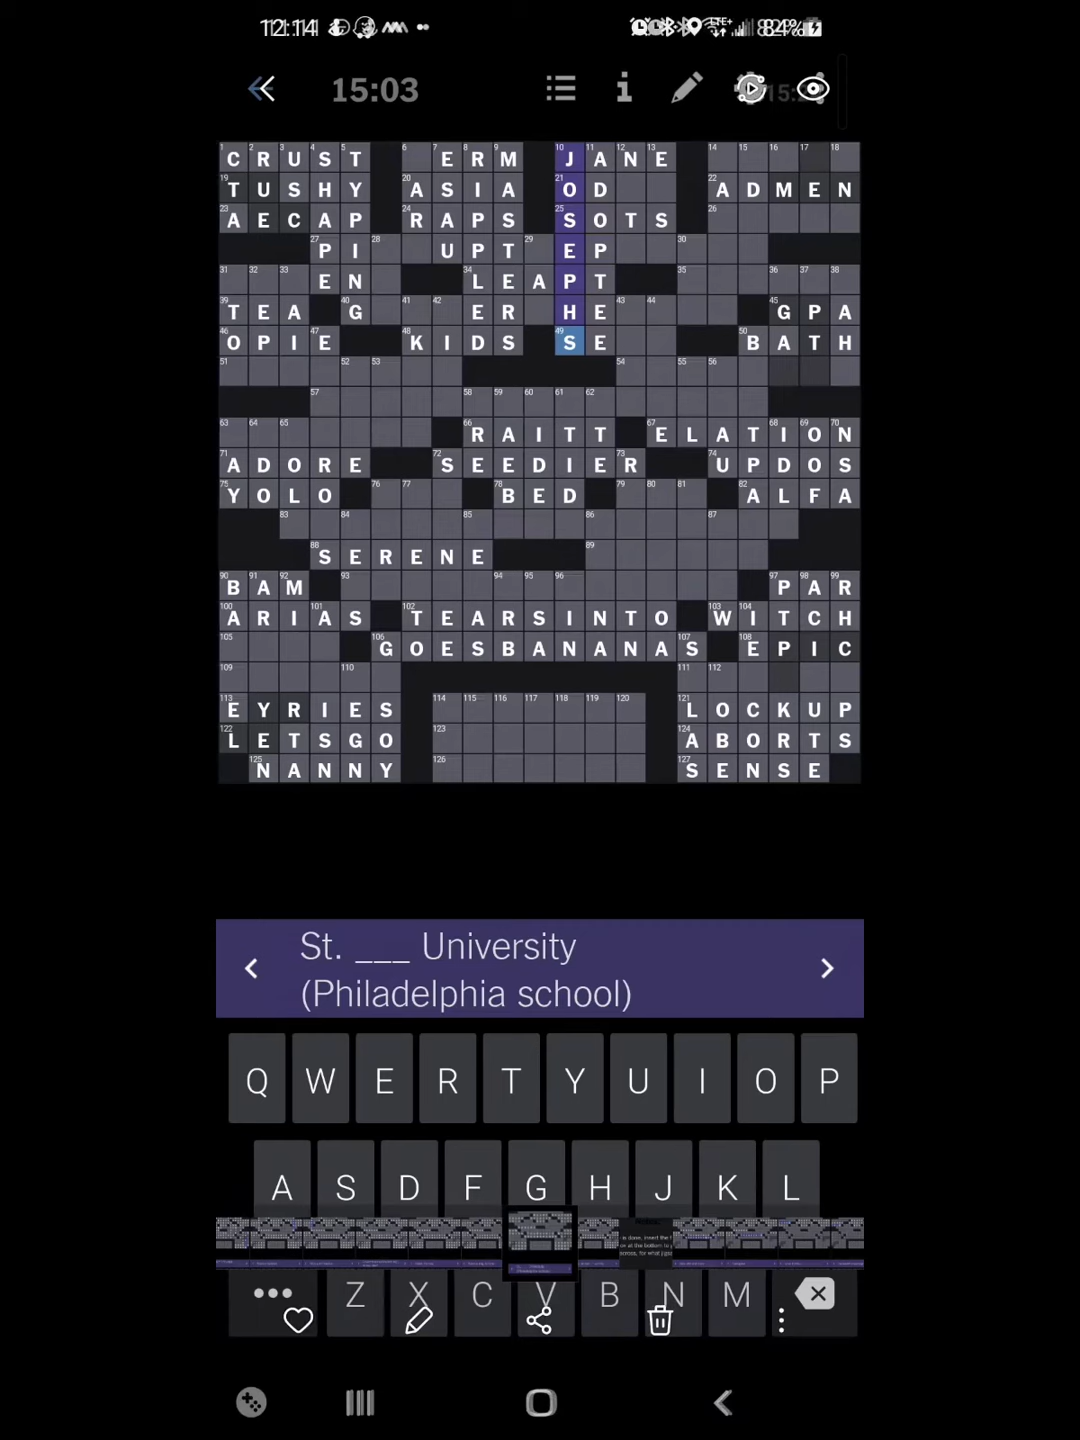 15:03
CRUST ERM JANE
TUSHY ASIA OD ADMEN
AECAP RAPS SOTS
PI UPT EP
EN LEAPT
TEA G ER HE GPA
OPIE KIDS SE BATH
RAITT ELATION
ADORE SEEDIER UPDOS
YOLO BED ALFA
SERENE
BAM PAR
ARIAS TEARSINTO WITCH
GOESBANANAS EPIC
EYRIES LOCKUP
LETSGO ABORTS
NANNY SENSE
St. ___ University
(Philadelphia school)
Q W E R T Y U I O P
A S D F G H J K L
Z X C V B N M